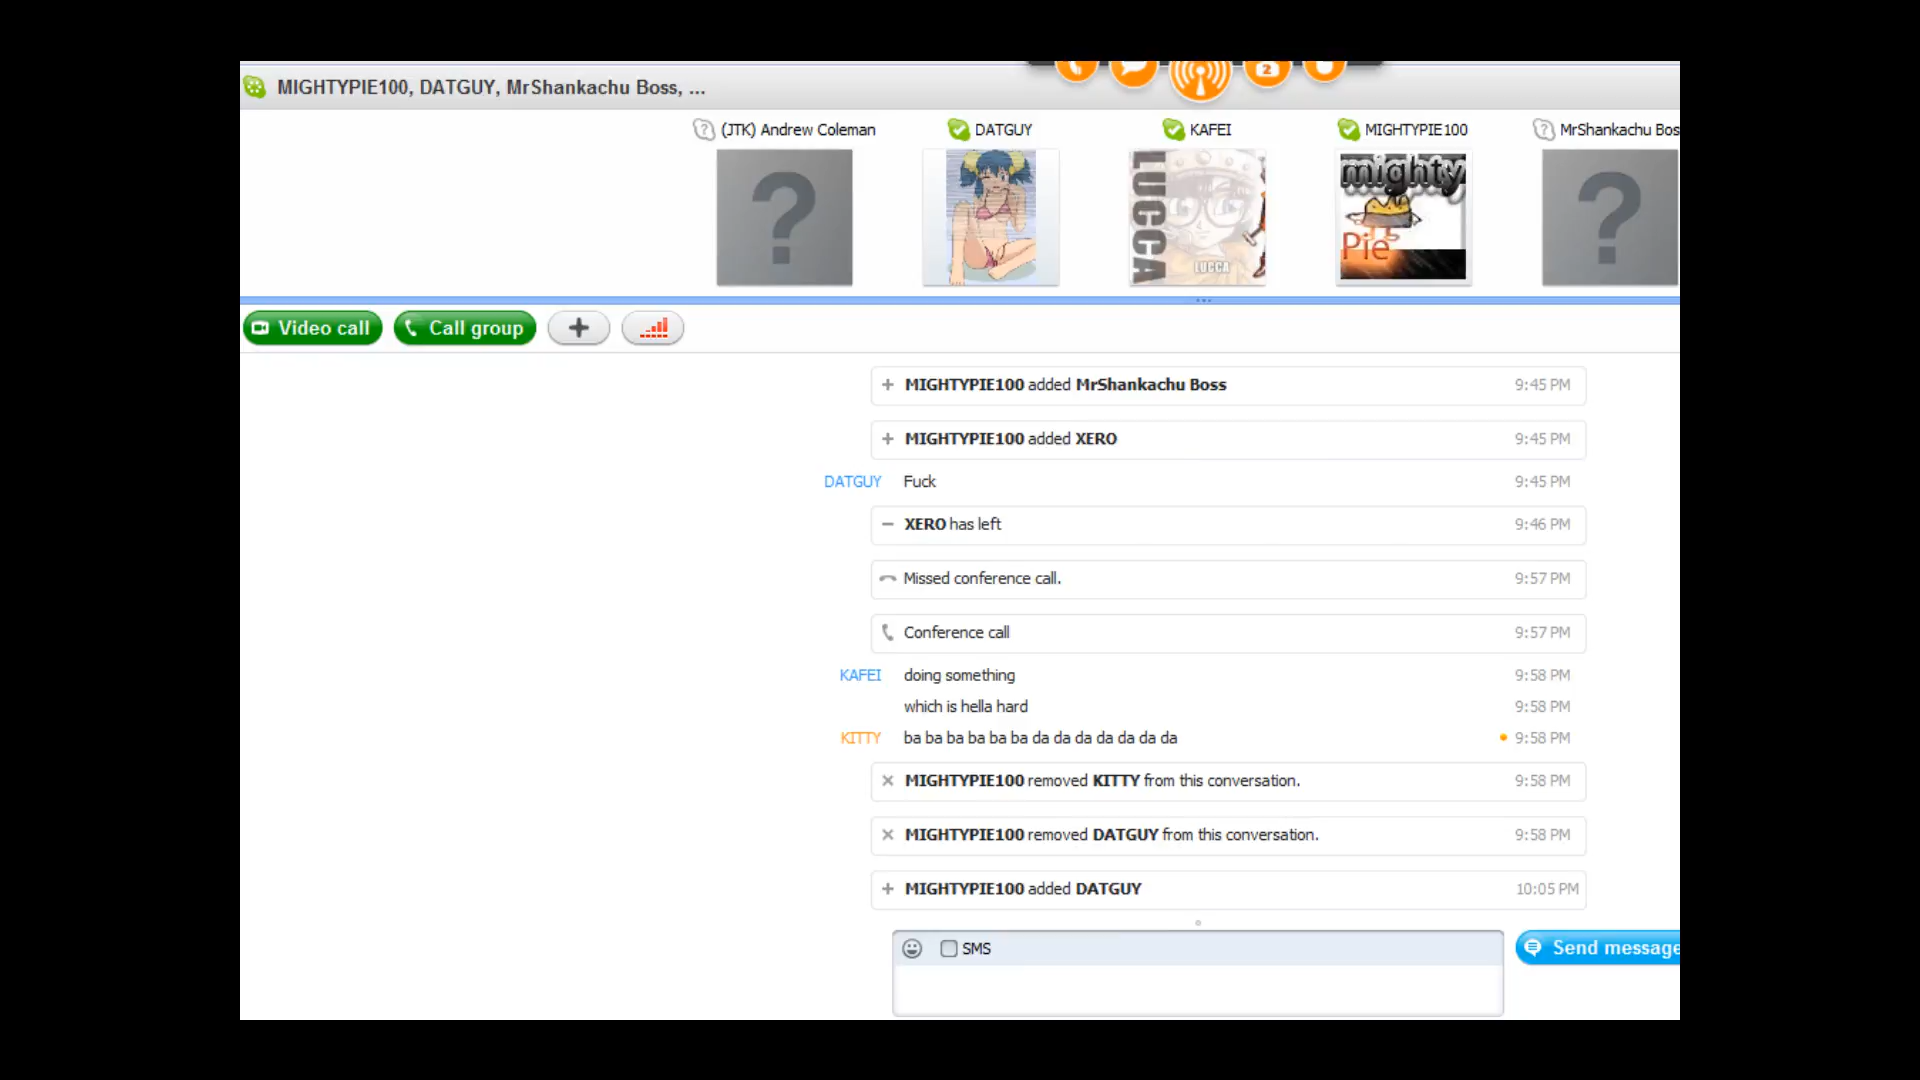 MIGHTYPIE100, DATGUY, MrShankachu Boss, ...
2
(JTK) Andrew Coleman
DATGUY
KAFEI
MIGHTYPIE100
MrShankachu Bos
LUCCA
LUCCA
mighty
Pie
Video call
Call group
MIGHTYPIE100 added MrShankachu Boss 9:45 PM
MIGHTYPIE100 added XERO 9:45 PM
DATGUY Fuck 9:45 PM
XERO has left 9:46 PM
Missed conference call. 9:57 PM
Conference call 9:57 PM
KAFEI doing something 9:58 PM
which is hella hard 9:58 PM
KITTY ba ba ba ba ba ba da da da da da da da 9:58 PM
MIGHTYPIE100 removed KITTY from this conversation. 9:58 PM
MIGHTYPIE100 removed DATGUY from this conversation. 9:58 PM
MIGHTYPIE100 added DATGUY 10:05 PM
SMS
Send message